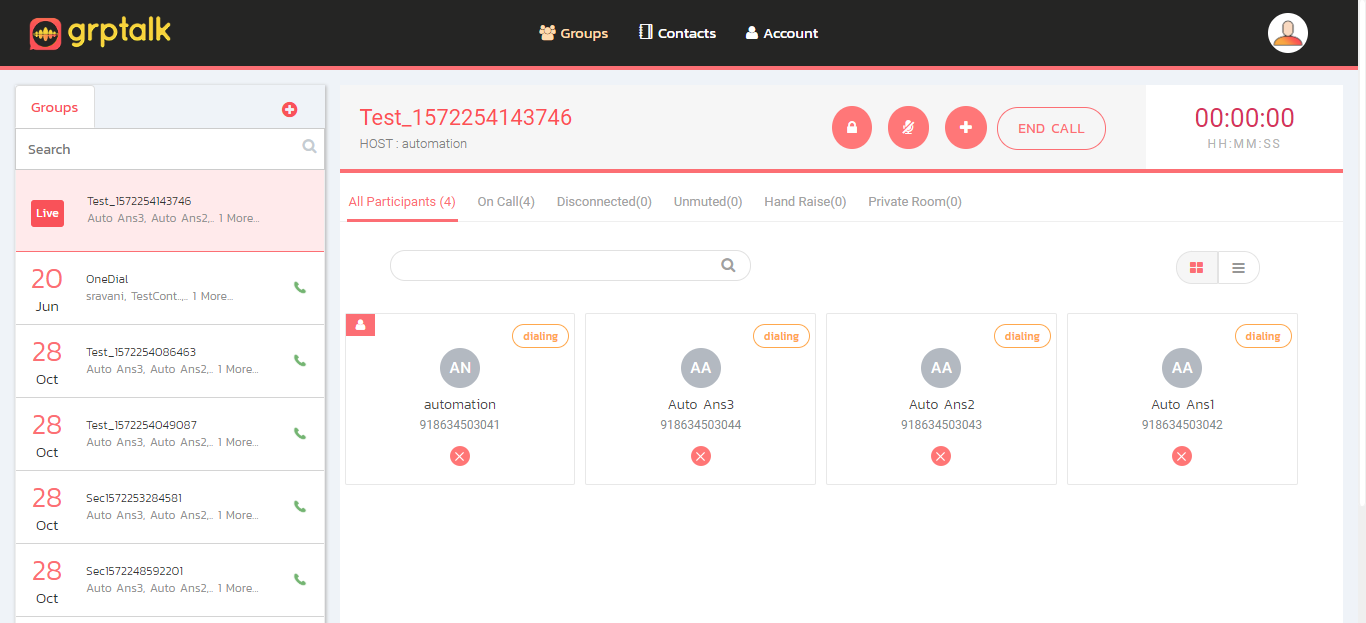 grptalk
Groups
Contacts
Account
Groups
Search
Live
Test_1572254143746
Auto Ans3, Auto Ans2,.. 1 More...
20
Jun
OneDial
sravani, TestCont..,.. 1 More...
28
Oct
Test_1572254086463
Auto Ans3, Auto Ans2,.. 1 More...
28
Oct
Test_1572254049087
Auto Ans3, Auto Ans2,.. 1 More...
28
Oct
Sec1572253284581
Auto Ans3, Auto Ans2,.. 1 More...
28
Oct
Sec1572248592201
Auto Ans3, Auto Ans2,.. 1 More...
Test_1572254143746
HOST : automation
END CALL
00:00:00
HH:MM:SS
All Participants (4)
On Call(4)
Disconnected(0)
Unmuted(0)
Hand Raise(0)
Private Room(0)
dialing
AN
automation
918634503041
dialing
AA
Auto Ans3
918634503044
dialing
AA
Auto Ans2
918634503043
dialing
AA
Auto Ans1
918634503042